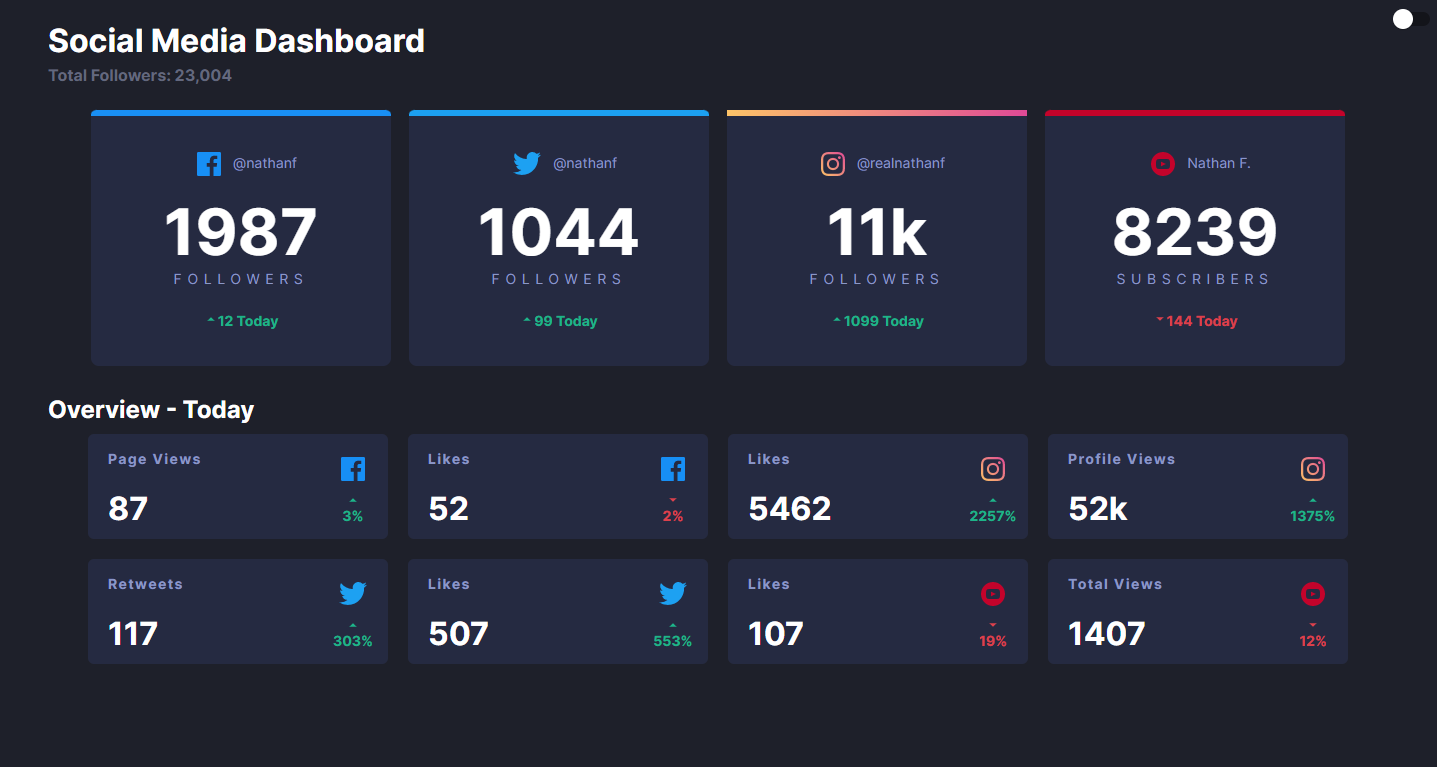 Social Media Dashboard
Total Followers: 23,004
@nathanf
1987
FOLLOWERS
12 Today
@nathanf
1044
FOLLOWERS
99 Today
@realnathanf
11k
FOLLOWERS
1099 Today
Nathan F.
8239
SUBSCRIBERS
144 Today
Overview - Today
Page Views
87
3%
Likes
52
2%
Likes
5462
2257%
Profile Views
52k
1375%
Retweets
117
303%
Likes
507
553%
Likes
107
19%
Total Views
1407
12%